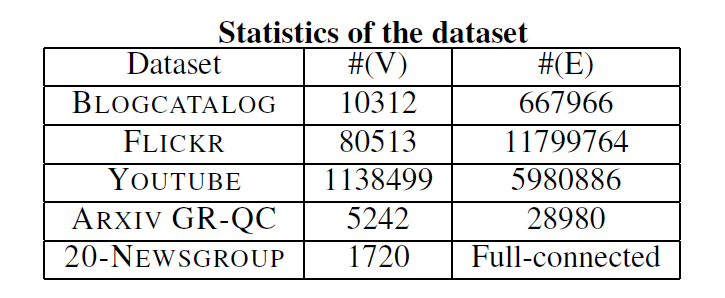 Statistics of the dataset
Dataset #(V) #(E)
BLOGCATALOG 10312 667966
FLICKR 80513 11799764
YOUTUBE 1138499 5980886
ARXIV GR-QC 5242 28980
20-NEWSGROUP 1720 Full-connected